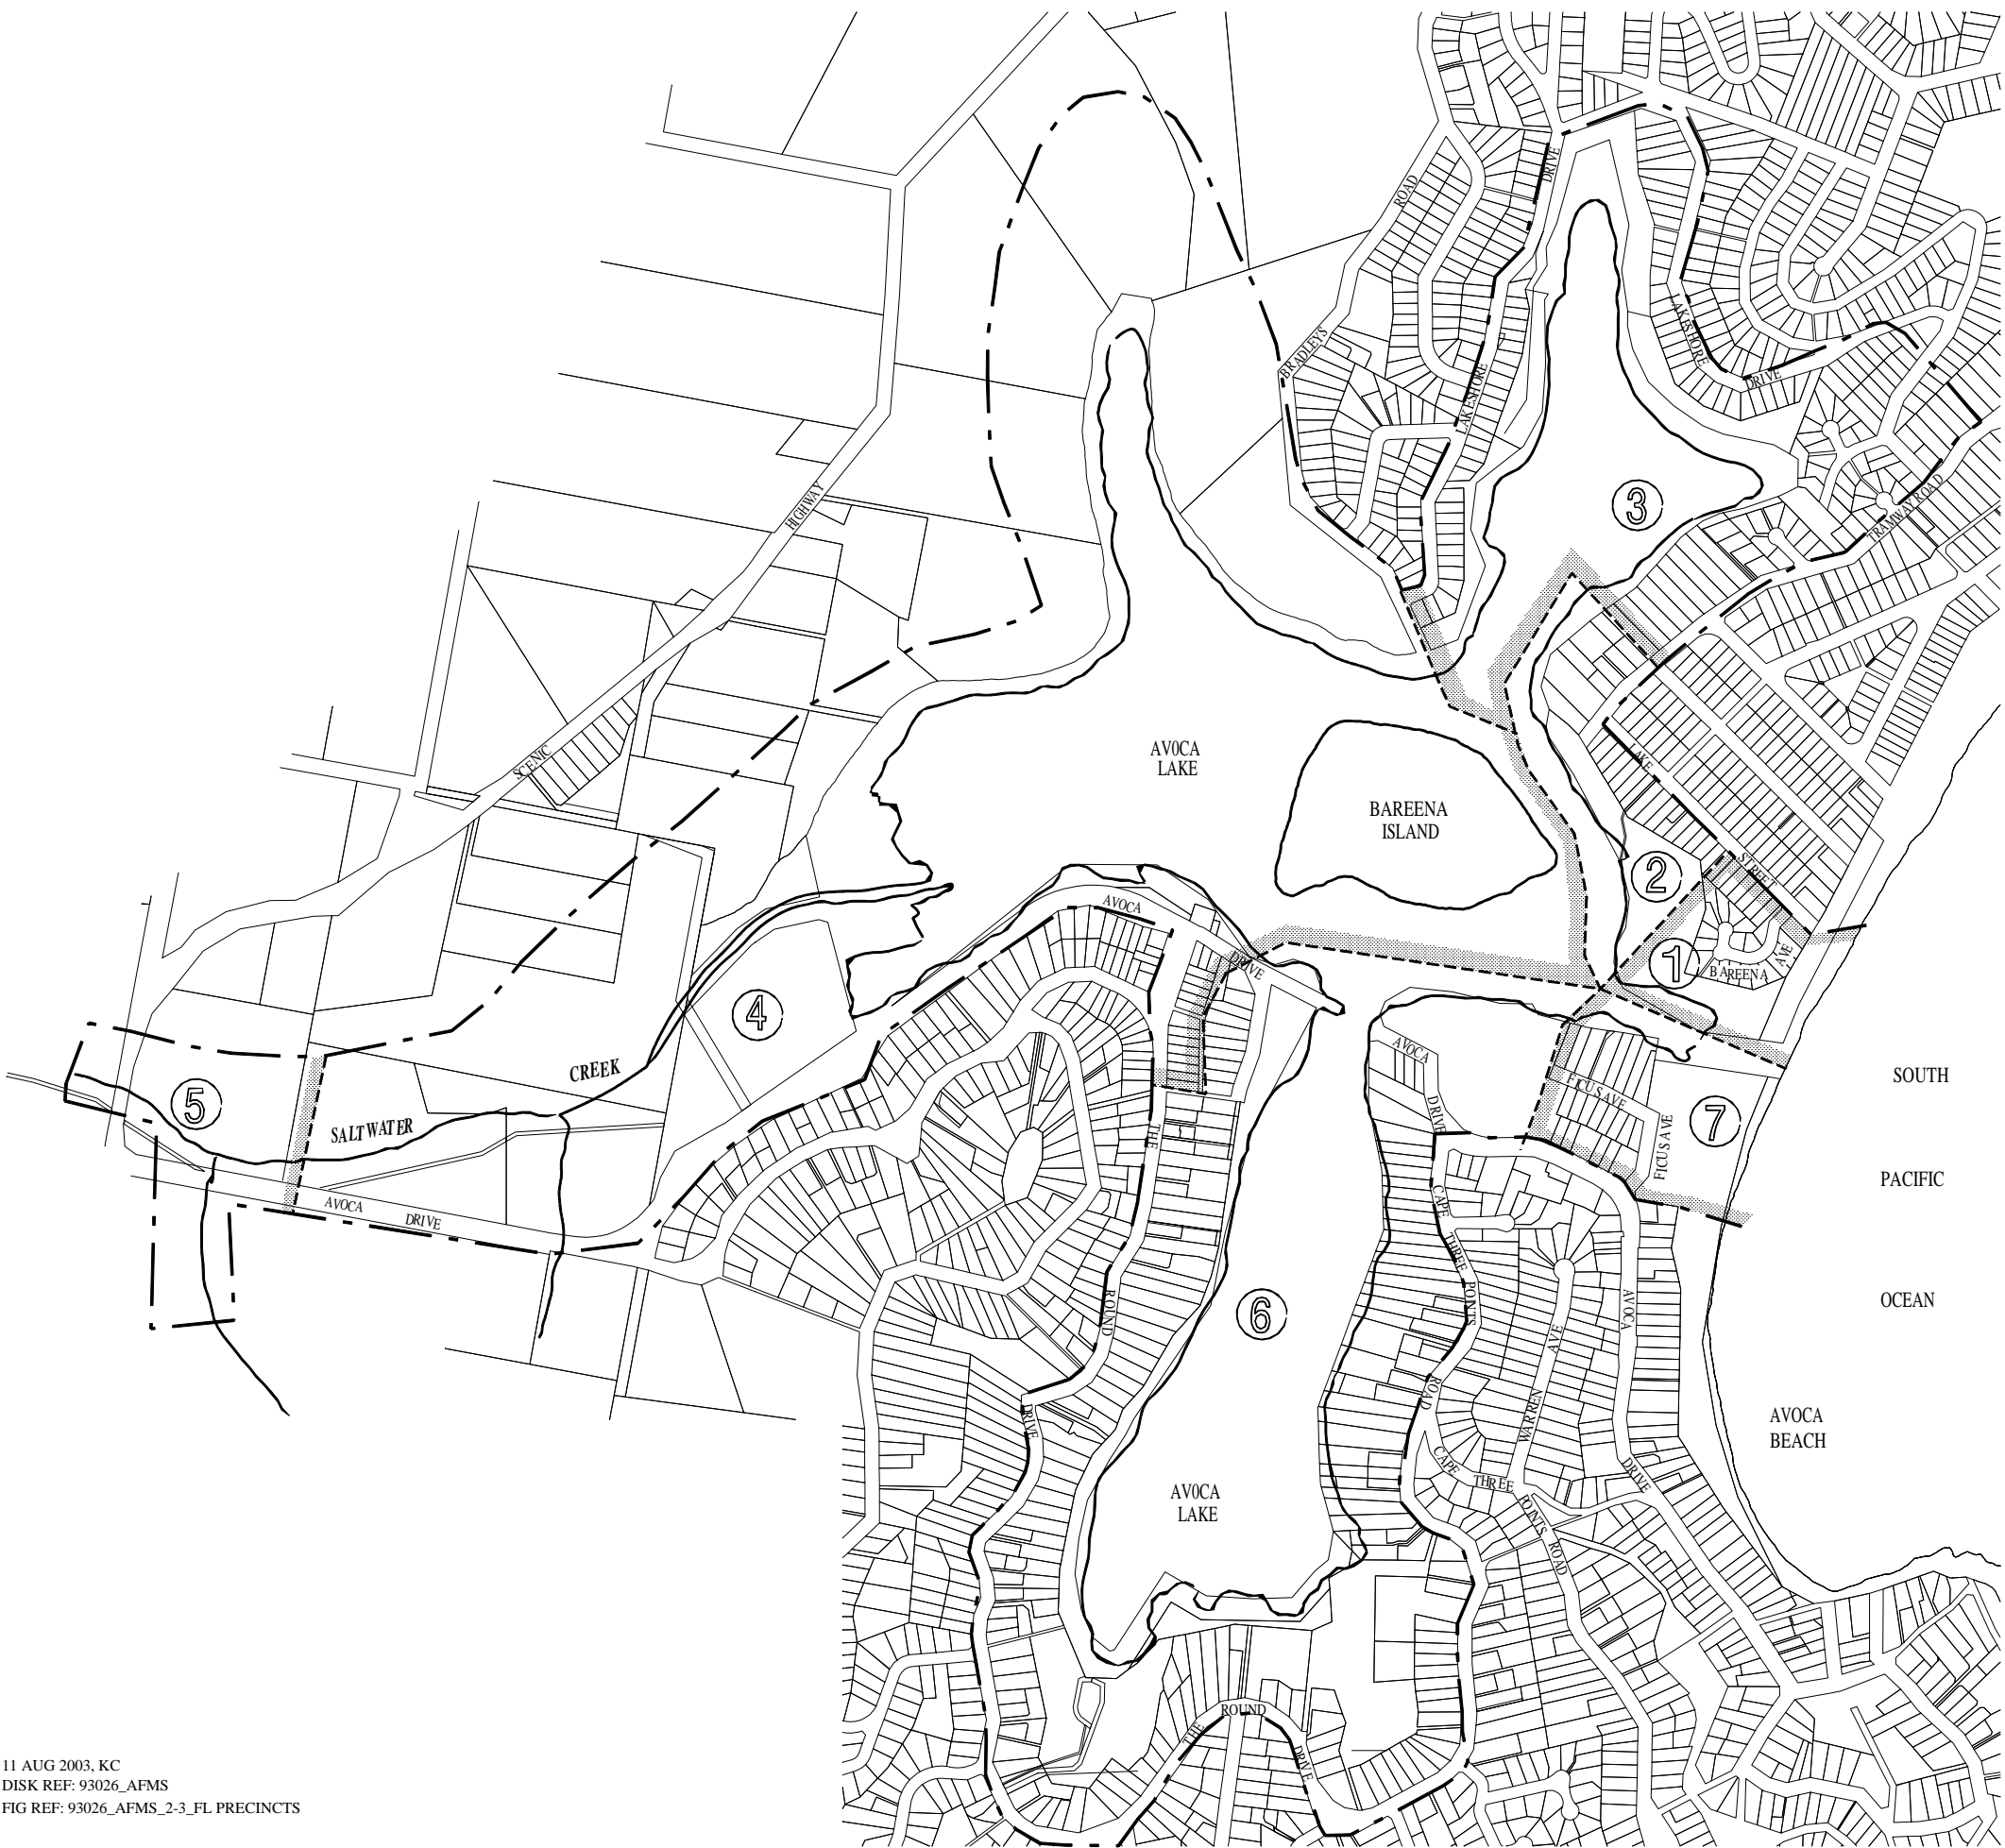 ROAD
DRIVE
BRADLEYS
LAKESHORE
LAKESHORE
DRIVE
HIGHWAY
3
TRAMWAY ROAD
SCENIC
AVOCA
LAKE
BAREENA
ISLAND
LAKE
STREET
2
AVOCA
DRIVE
1
BAREENA
AVE
4
CREEK
5
SALTWATER
AVOCA
DRIVE
AVOCA
DRIVE
FICUS AVE
FICUS AVE
7
SOUTH
PACIFIC
OCEAN
THE
ROUND
DRIVE
6
CAPE
THREE
POINTS
ROAD
AVOCA
WARREN AVE
DRIVE
CAPE
THREE
POINTS
ROAD
AVOCA
BEACH
AVOCA
LAKE
THE
ROUND
DRIVE
11 AUG 2003, KC
DISK REF: 93026_AFMS
FIG REF: 93026_AFMS_2-3_FL PRECINCTS